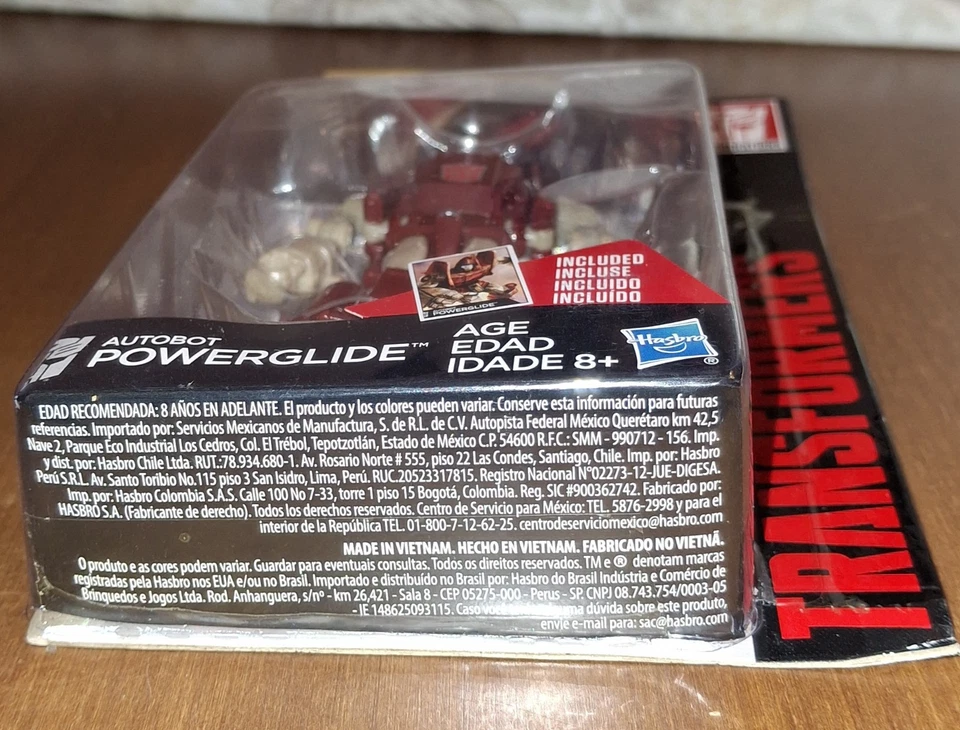 INCLUDED
INCLUSE
INCLUIDO
INCLUÍDO
POWERGLIDE
AUTOBOT
POWERGLIDE™
AGE
EDAD
IDADE 8+
Hasbro
®
EDAD RECOMENDADA: 8 AÑOS EN ADELANTE. El producto y los colores pueden variar. Conserve esta información para futuras
referencias. Importado por: Servicios Mexicanos de Manufactura, S. de R.L. de C.V. Autopista Federal México Querétaro km 42,5
Nave 2, Parque Eco Industrial Los Cedros, Col. El Trébol, Tepotzotlán, Estado de México C.P. 54600 R.F.C.: SMM - 990712 - 156. Imp.
y dist. por: Hasbro Chile Ltda. RUT.:78.934.680-1. Av. Rosario Norte # 555, piso 22 Las Condes, Santiago, Chile. Imp. por: Hasbro
Perú S.R.L. Av. Santo Toribio No.115 piso 3 San Isidro, Lima, Perú. RUC.20523317815. Registro Nacional N°02273-12-JUE-DIGESA.
Imp. por: Hasbro Colombia S.A.S. Calle 100 No 7-33, torre 1 piso 15 Bogotá, Colombia. Reg. SIC #900362742. Fabricado por:
HASBRO S.A. (Fabricante de derecho). Todos los derechos reservados. Centro de Servicio para México: TEL. 5876-2998 y para el
interior de la República TEL. 01-800-7-12-62-25. centrodeserviciomexico@hasbro.com
MADE IN VIETNAM. HECHO EN VIETNAM. FABRICADO NO VIETNÃ.
O produto e as cores podem variar. Guardar para eventuais consultas. Todos os direitos reservados. TM e ® denotam marcas
registradas pela Hasbro nos EUA e/ou no Brasil. Importado e distribuído no Brasil por: Hasbro do Brasil Indústria e Comércio de
Brinquedos e Jogos Ltda. Rod. Anhanguera, s/nº - km 26,421 - Sala 8 - CEP 05275-000 - Perus - SP. CNPJ 08.743.754/0003-05
- IE 148625093115. Caso você uma dúvida sobre este produto,
envie e-mail para: sac@hasbro.com
TRANSFORMERS